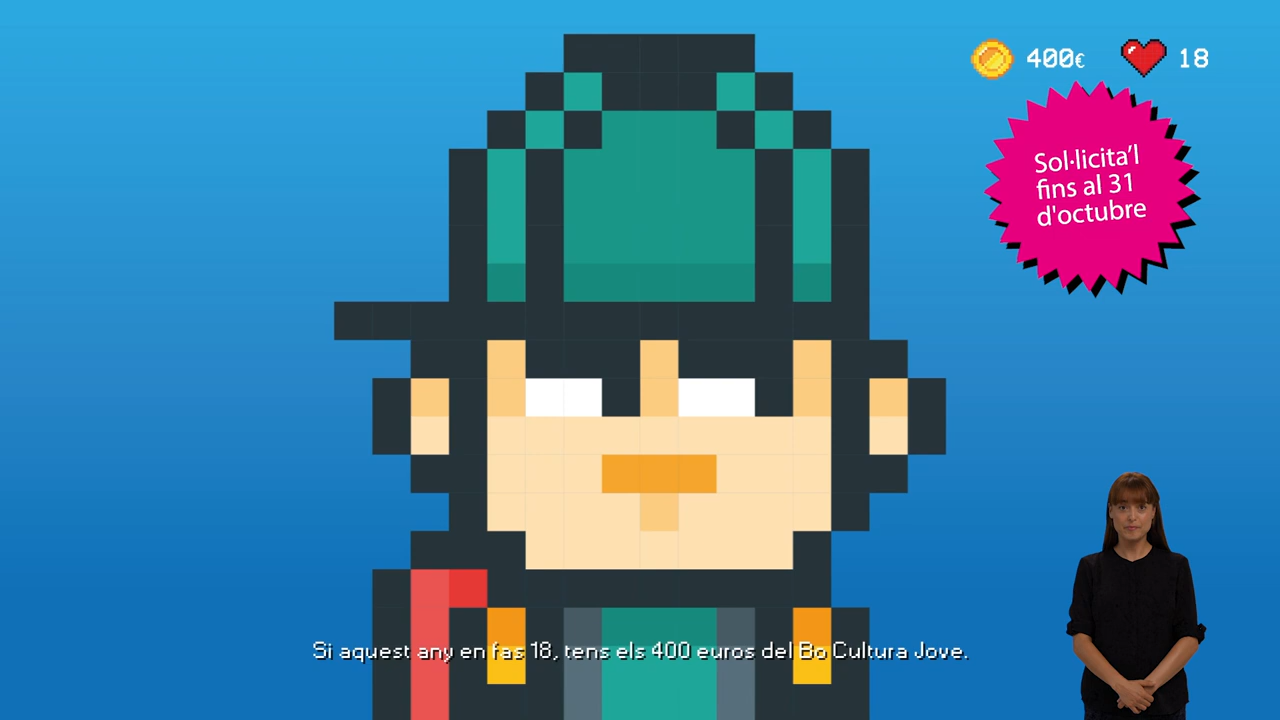 400€ 18
Sol·licita'l
fins al 31
d'octubre
Si aquest any en fas 18, tens els 400 euros del Bo Cultura Jove.